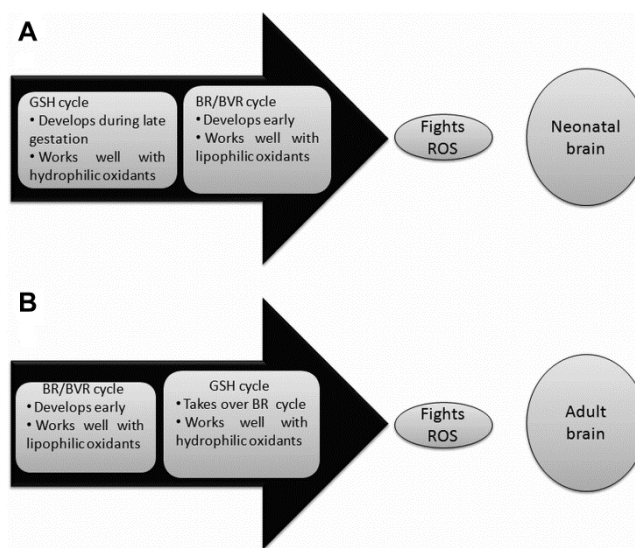 A
GSH cycle
• Develops during late
gestation
• Works well with
hydrophilic oxidants
BR/BVR cycle
• Develops early
• Works well with
lipophilic oxidants
Fights
ROS
Neonatal
brain
B
BR/BVR cycle
• Develops early
• Works well with
lipophilic oxidants
GSH cycle
• Takes over BR cycle
• Works well with
hydrophilic oxidants
Fights
ROS
Adult
brain